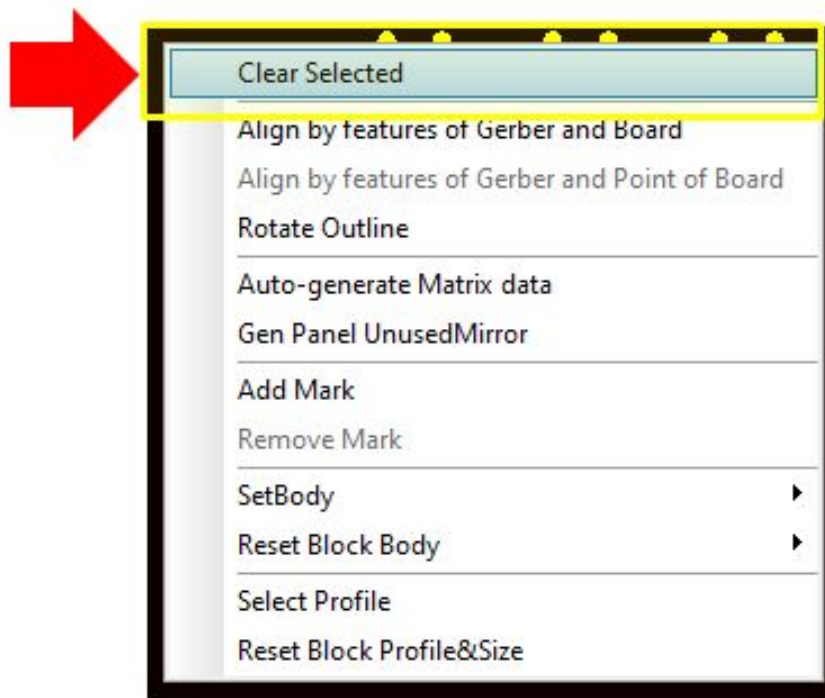 Clear Selected
Align by features of Gerber and Board
Align by features of Gerber and Point of Board
Rotate Outline
Auto-generate Matrix data
Gen Panel UnusedMirror
Add Mark
Remove Mark
SetBody
Reset Block Body
Select Profile
Reset Block Profile&Size